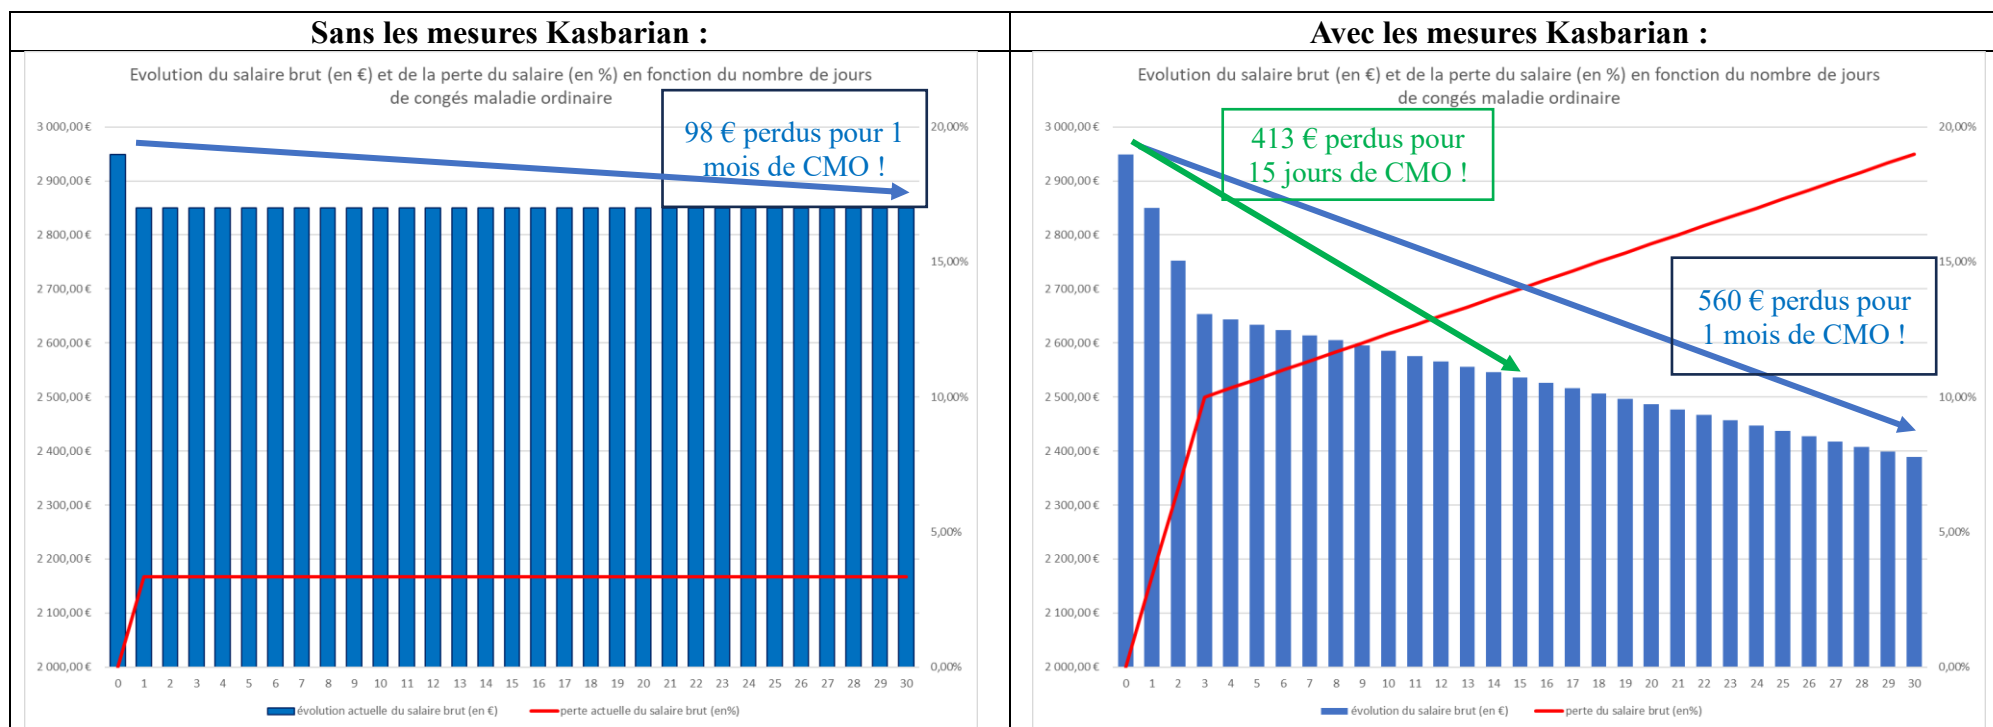 Sans les mesures Kasbarian :
Evolution du salaire brut (en €) et de la perte du salaire (en %) en fonction du nombre de jours
de congés maladie ordinaire
98 € perdus pour 1
mois de CMO !
3 000,00 €
2 900,00 €
2 800,00 €
2 700,00 €
2 600,00 €
2 500,00 €
2 400,00 €
2 300,00 €
2 200,00 €
2 100,00 €
2 000,00 €
20,00%
15,00%
10,00%
5,00%
0,00%
0 1 2 3 4 5 6 7 8 9 10 11 12 13 14 15 16 17 18 19 20 21 22 23 24 25 26 27 28 29 30
évolution actuelle du salaire brut (en €) perte actuelle du salaire brut (en%)
Avec les mesures Kasbarian :
Evolution du salaire brut (en €) et de la perte du salaire (en %) en fonction du nombre de jours
de congés maladie ordinaire
413 € perdus pour
15 jours de CMO !
560 € perdus pour
1 mois de CMO !
3 000,00 €
2 900,00 €
2 800,00 €
2 700,00 €
2 600,00 €
2 500,00 €
2 400,00 €
2 300,00 €
2 200,00 €
2 100,00 €
2 000,00 €
20,00%
15,00%
10,00%
5,00%
0,00%
0 1 2 3 4 5 6 7 8 9 10 11 12 13 14 15 16 17 18 19 20 21 22 23 24 25 26 27 28 29 30
évolution du salaire brut (en €) perte du salaire brut (en%)